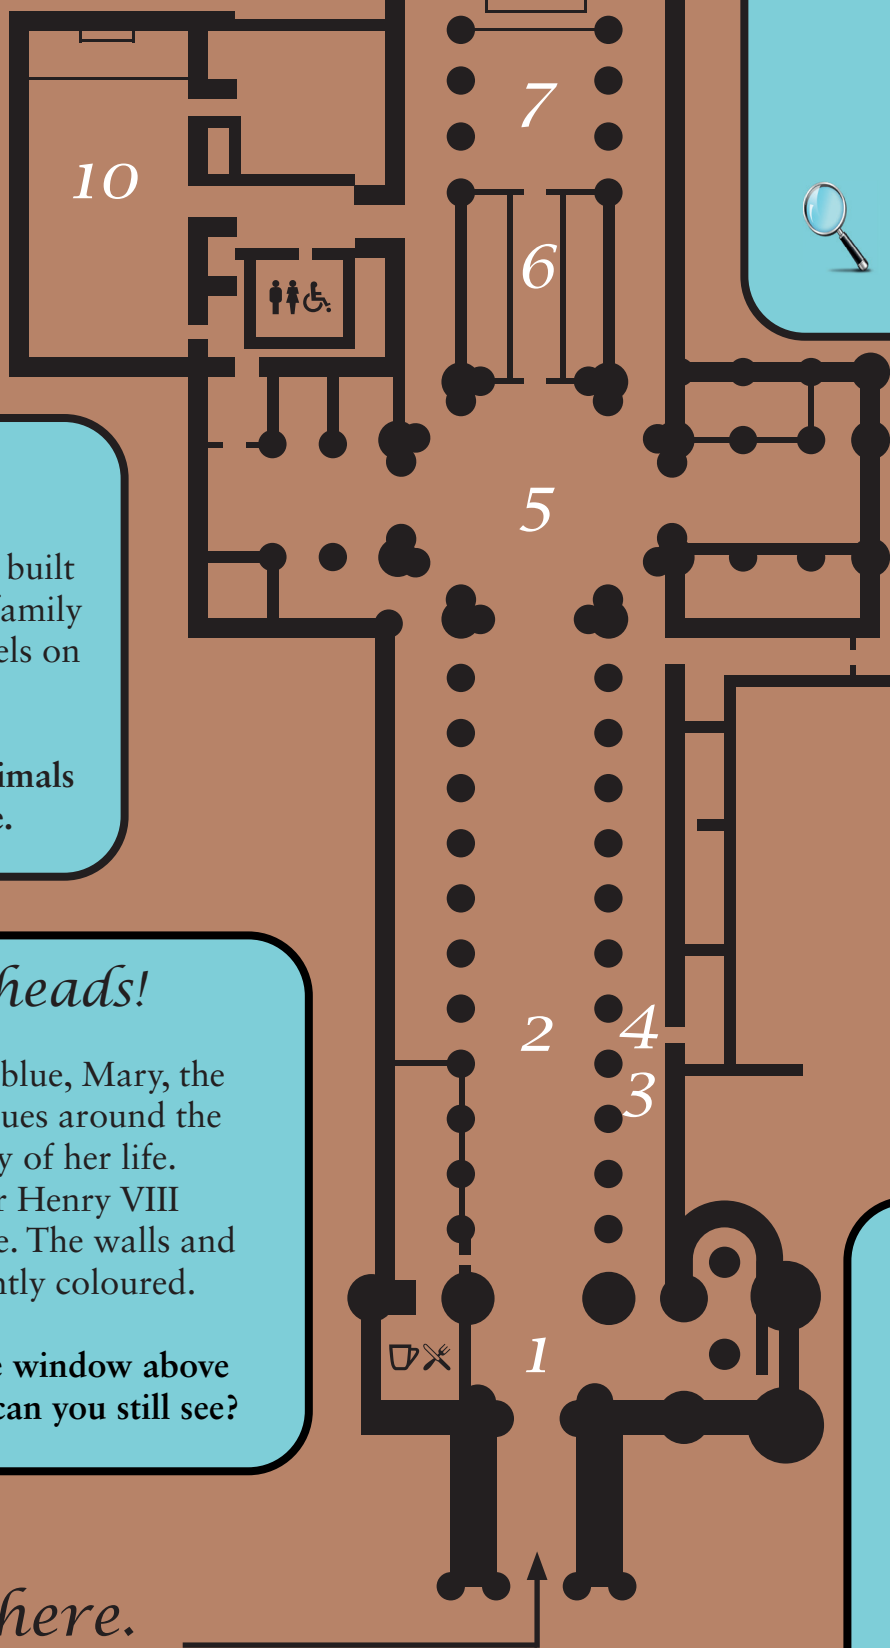 7
10
6
5
built
family
els on
imals
e.
heads!
blue, Mary, the
ues around the
y of her life.
r Henry VIII
e. The walls and
ntly coloured.
e window above
can you still see?
2
4
3
1
here.